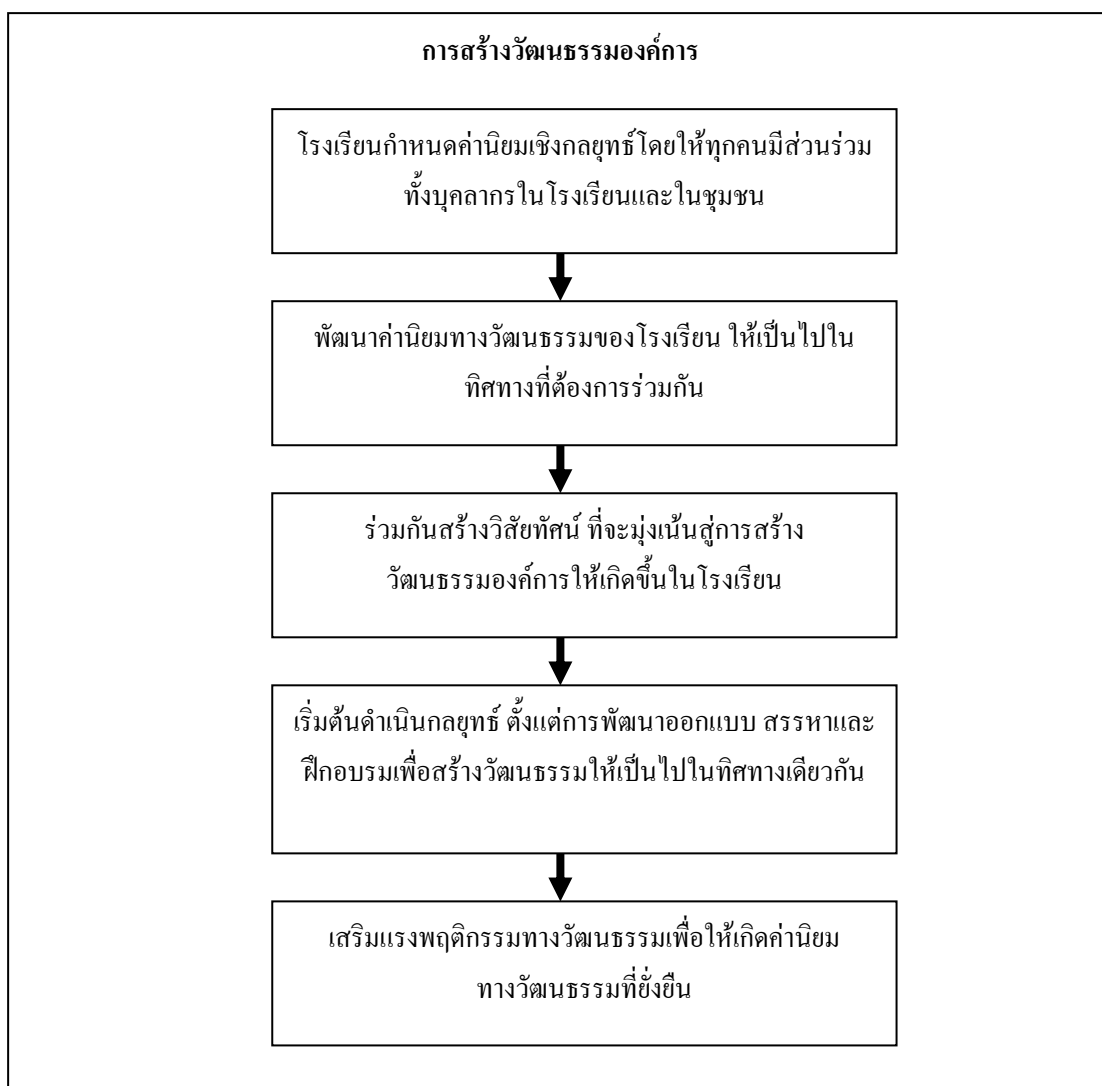 การสร้างวัฒนธรรมองค์การ
โรงเรียนกำหนดค่านิยมเชิงกลยุทธ์โดยให้ทุกคนมีส่วนร่วม
ทั้งบุคลากรในโรงเรียนและในชุมชน
พัฒนาค่านิยมทางวัฒนธรรมของโรงเรียน ให้เป็นไปใน
ทิศทางที่ต้องการร่วมกัน
ร่วมกันสร้างวิสัยทัศน์ ที่จะมุ่งเน้นสู่การสร้าง
วัฒนธรรมองค์การให้เกิดขึ้นในโรงเรียน
เริ่มต้นดำเนินกลยุทธ์ ตั้งแต่การพัฒนาออกแบบ สรรหาและ
ฝึกอบรมเพื่อสร้างวัฒนธรรมให้เป็นไปในทิศทางเดียวกัน
เสริมแรงพฤติกรรมทางวัฒนธรรมเพื่อให้เกิดค่านิยม
ทางวัฒนธรรมที่ยั่งยืน